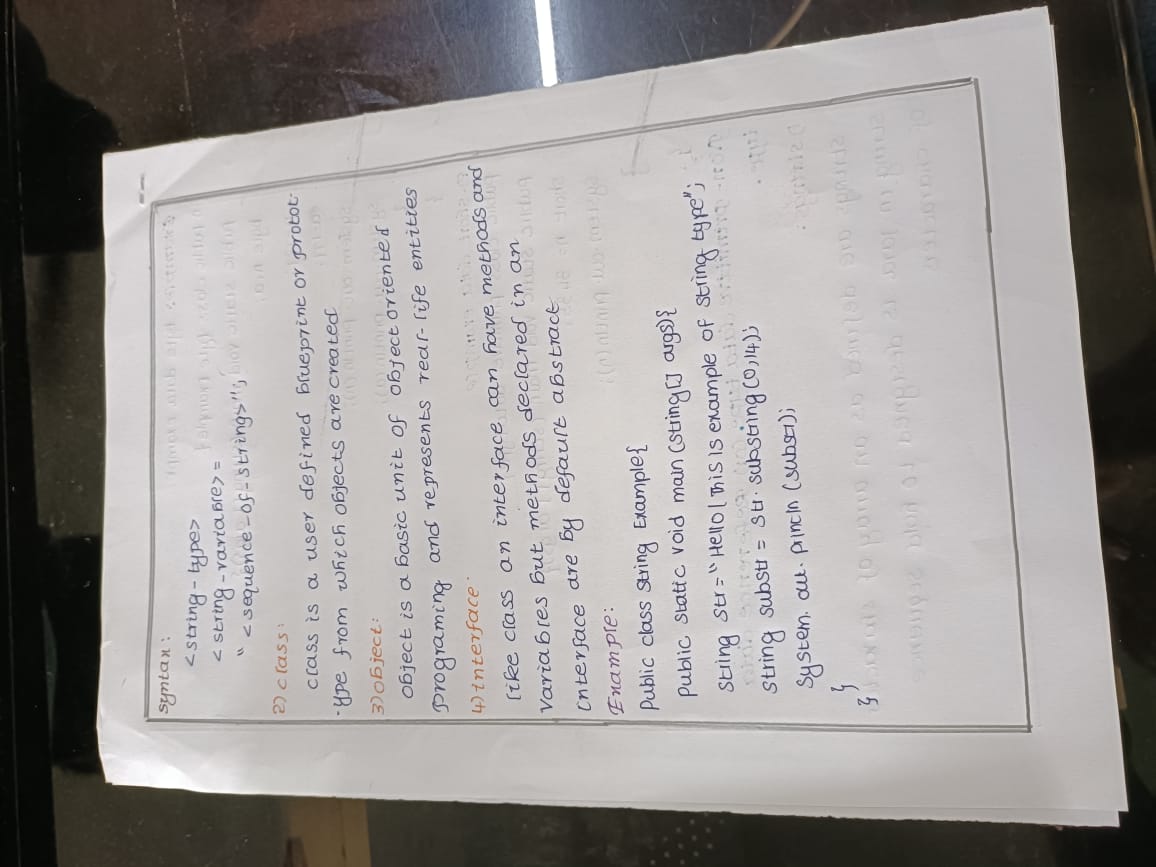 syntax:
<string-type>
<string-variable> =
"<sequence-of-string>";
2) class:
class is a user defined blueprint or protot
-ype from which objects are created
3) object:
object is a basic unit of object oriented
programing and represents real-life entities
4) interface
like class an interface can have methods and
variables but methods declared in an
interface are by default abstract
Example:
public class string Example{
public static void main (string[] args){
string str = "Hello! This is example of string type";
string substr = str. substring (0,14);
system. out. println (substr);
}
}